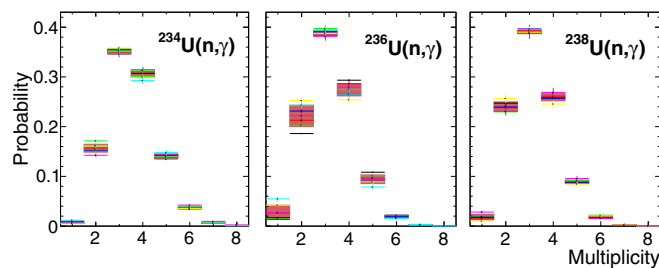 ²³⁴U(n,γ)
²³⁶U(n,γ)
²³⁸U(n,γ)
Probability
0.4
0.3
0.2
0.1
0
2 4 6 8
2 4 6 8
2 4 6 8
Multiplicity